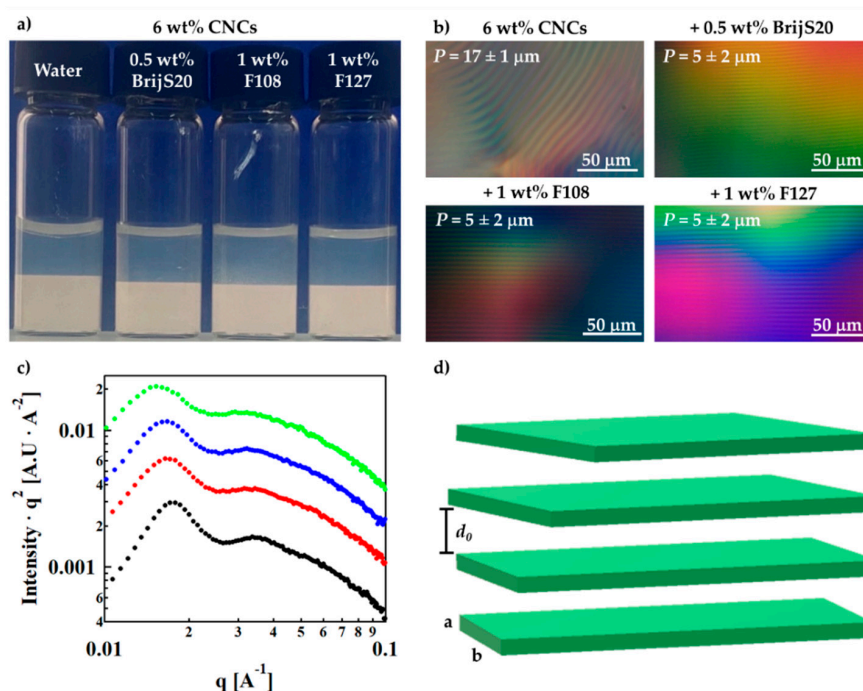 a)
6 wt% CNCs
Water
0.5 wt%
BrijS20
1 wt%
F108
1 wt%
F127
b)
6 wt% CNCs
P = 17 ± 1 µm
50 µm
+ 0.5 wt% BrijS20
P = 5 ± 2 µm
50 µm
+ 1 wt% F108
P = 5 ± 2 µm
50 µm
+ 1 wt% F127
P = 5 ± 2 µm
50 µm
c)
Intensity · q² [A.U · A⁻²]
2
0.01
6
4
2
0.001
6
4
0.01
2
3
4
5
6
7
8
9
0.1
q [A⁻¹]
d)
d₀
a
b